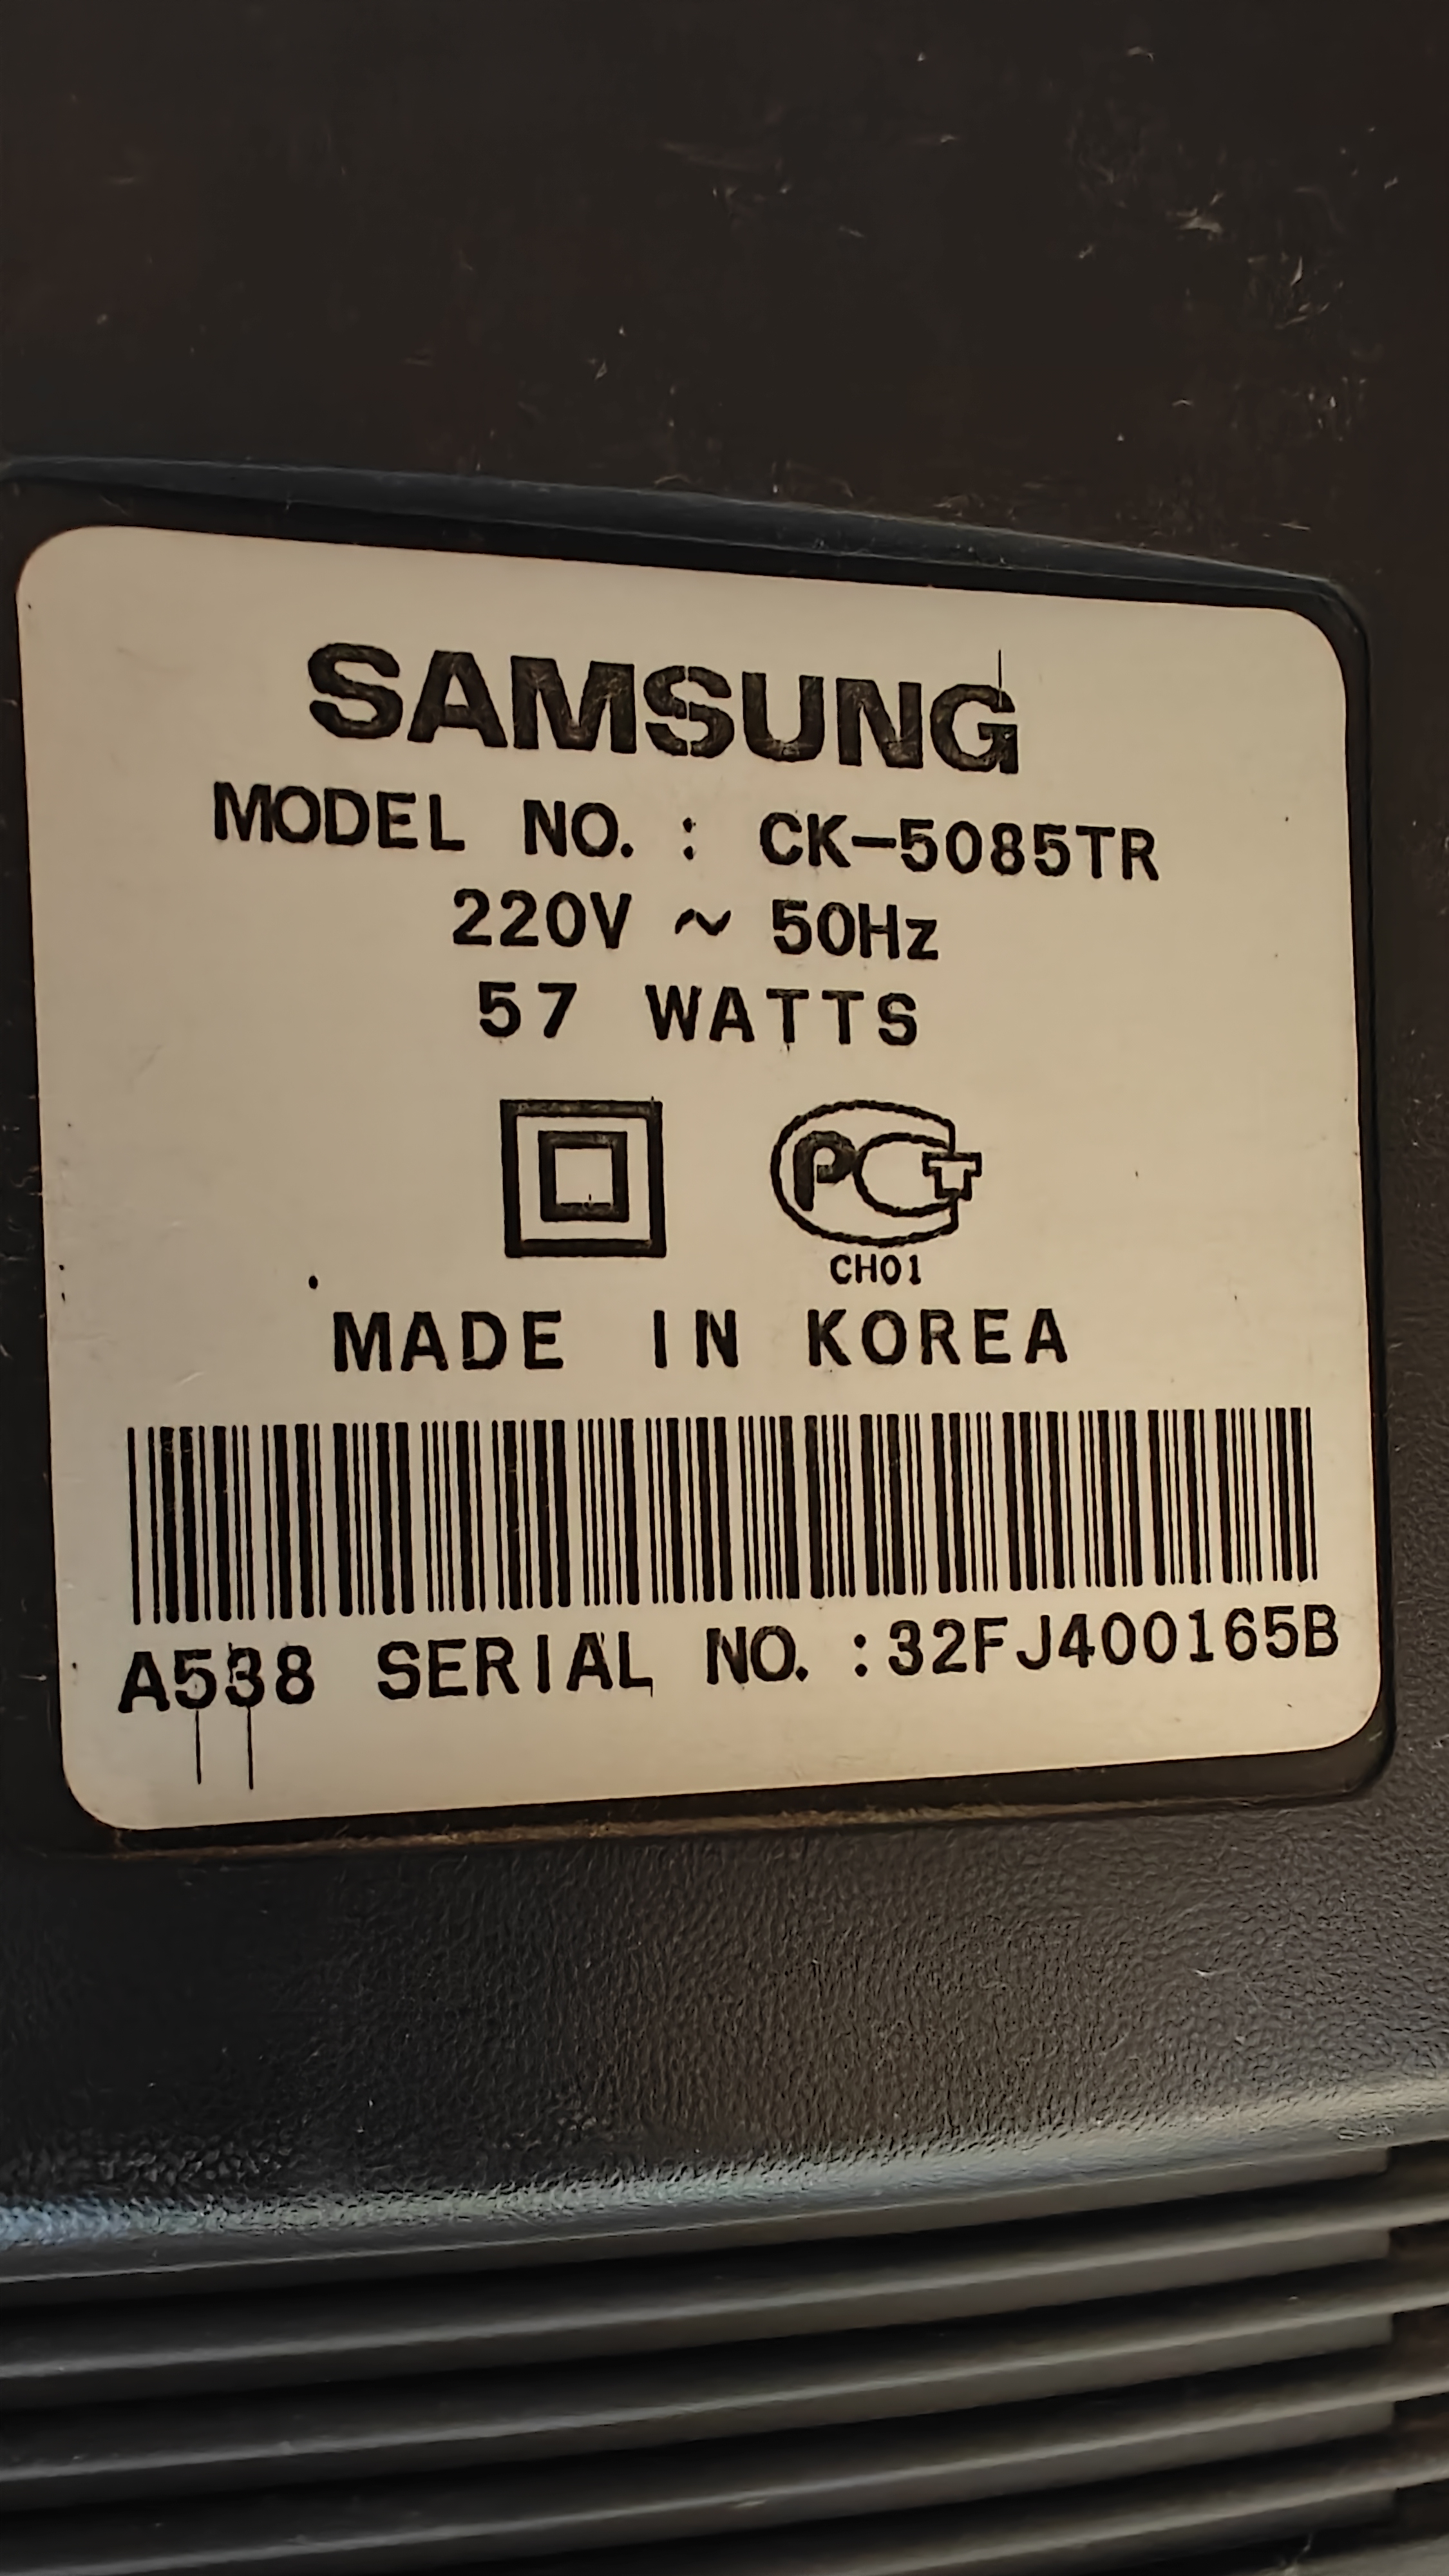 SAMSUNG
MODEL NO. : CK-5085TR
220V ~ 50Hz
57 WATTS
PCT
CH01
MADE IN KOREA
A538 SERIAL NO. :32FJ400165B